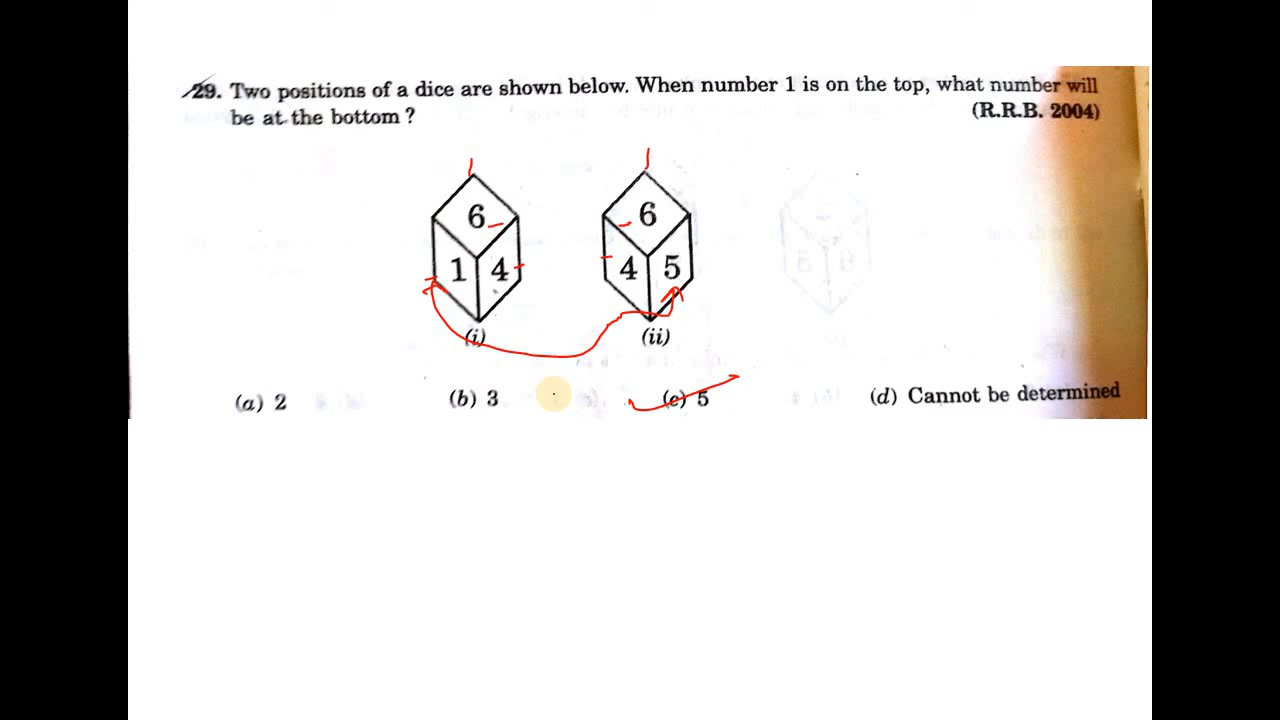 29. Two positions of a dice are shown below. When number 1 is on the top, what number will
be at the bottom ? (R.R.B. 2004)
6 6
1 4 4 5
(i) (ii)
(a) 2 (b) 3 (c) 5 (d) Cannot be determined